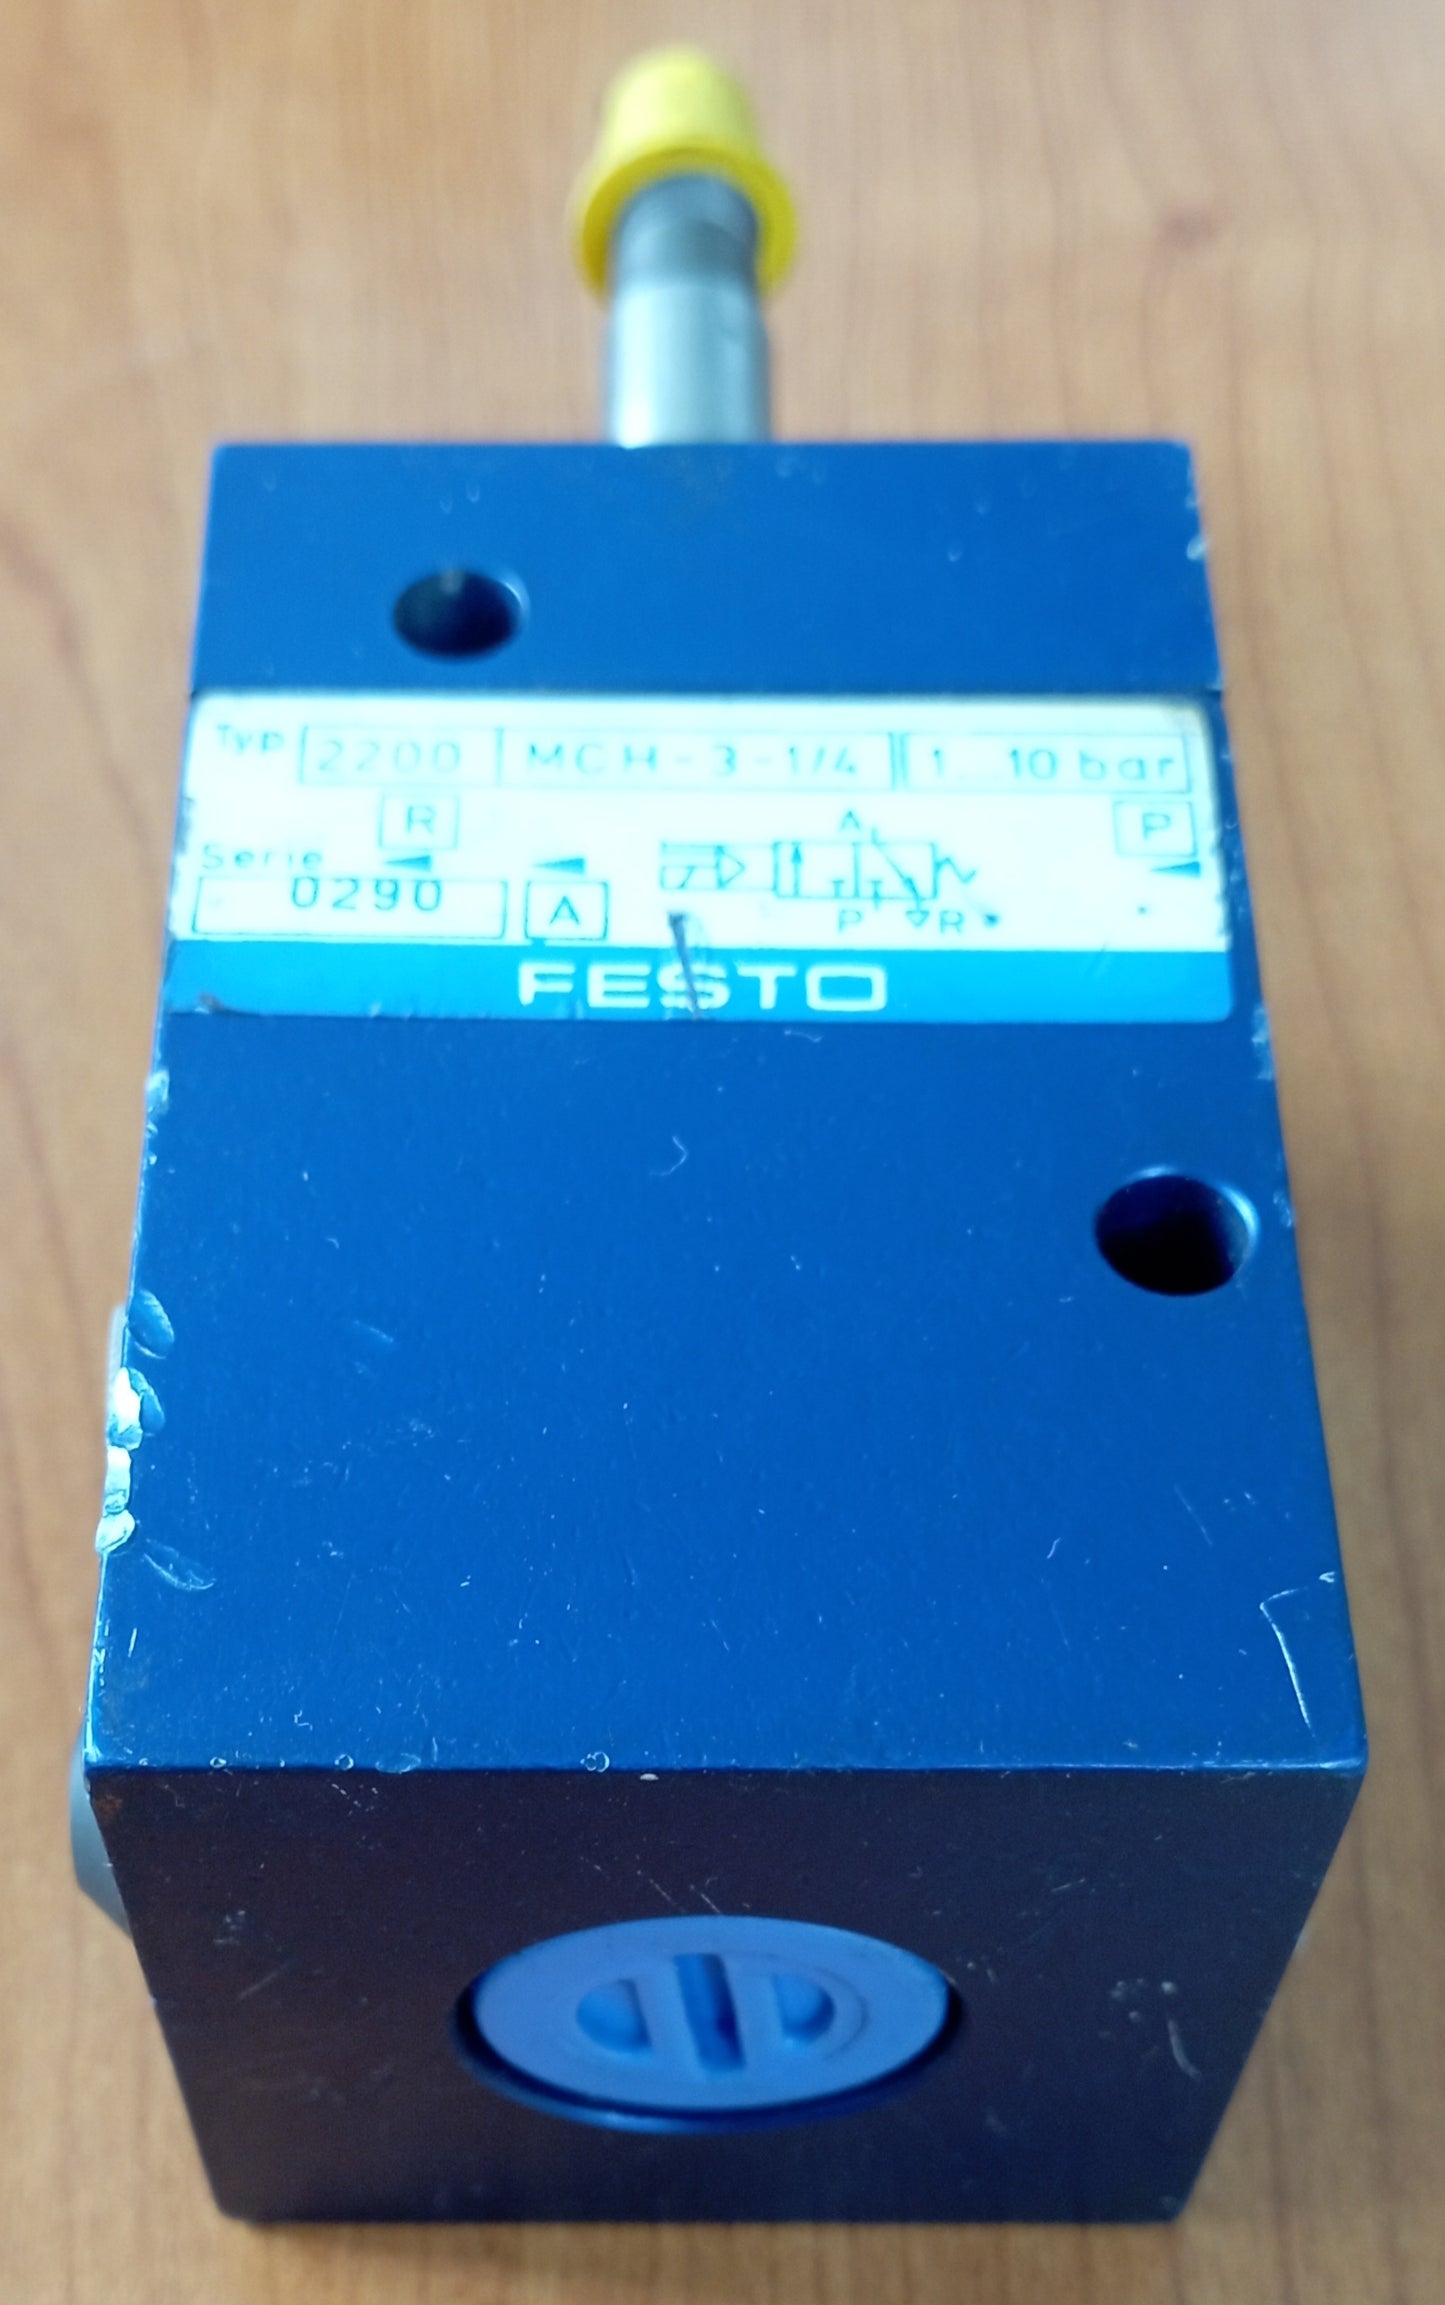 Typ 2200 MCH-3-1/4 1...10 bar
R A P
Serie
0290 A P R
FESTO